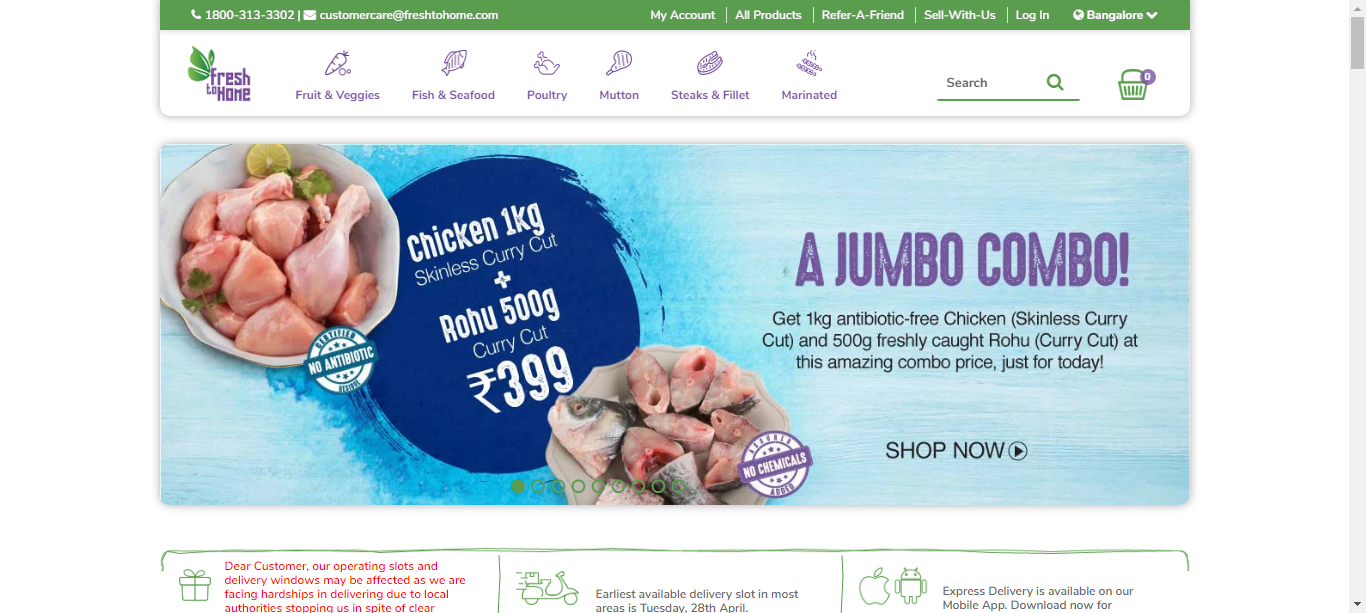 1800-313-3302 | customercare@freshtohome.com
My Account | All Products | Refer-A-Friend | Sell-With-Us | Log In
Bangalore
fresh
to HOME
Fruit & Veggies
Fish & Seafood
Poultry
Mutton
Steaks & Fillet
Marinated
Search
0
Chicken 1kg
Skinless Curry Cut
+
Rohu 500g
Curry Cut
₹399
CERTIFIED
NO ANTIBIOTIC
RESIDUE
A JUMBO COMBO!
Get 1kg antibiotic-free Chicken (Skinless Curry
Cut) and 500g freshly caught Rohu (Curry Cut) at
this amazing combo price, just for today!
ASSURED
NO CHEMICALS
ADDED
SHOP NOW
Dear Customer, our operating slots and
delivery windows may be affected as we are
facing hardships in delivering due to local
authorities stopping us in spite of clear
Earliest available delivery slot in most
areas is Tuesday, 28th April.
Express Delivery is available on our
Mobile App. Download now for